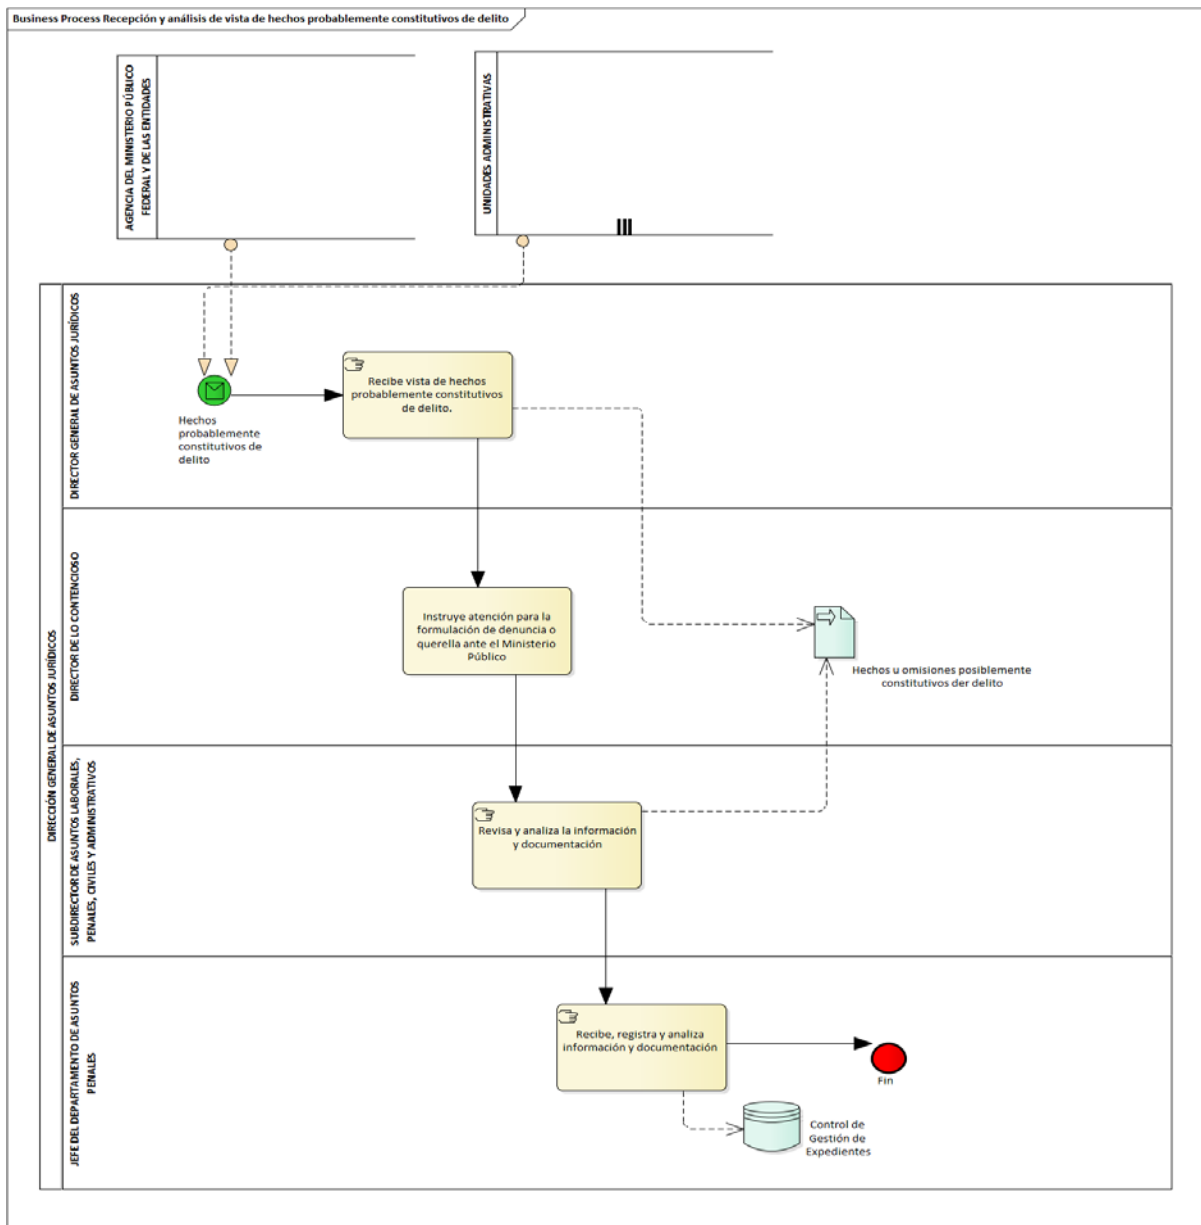 Business Process Recepción y análisis de vista de hechos probablemente constitutivos de delito
AGENCIA DEL MINISTERIO PÚBLICO
FEDERAL Y DE LAS ENTIDADES
UNIDADES ADMINISTRATIVAS
DIRECCIÓN GENERAL DE ASUNTOS JURÍDICOS
DIRECTOR GENERAL DE ASUNTOS JURÍDICOS
Hechos
probablemente
constitutivos de
delito
Recibe vista de hechos
probablemente constitutivos
de delito.
DIRECTOR DE LO CONTENCIOSO
Instruye atención para la
formulación de denuncia o
querella ante el Ministerio
Público
Hechos u omisiones posiblemente
constitutivos der delito
SUBDIRECTOR DE ASUNTOS LABORALES,
PENALES, CIVILES Y ADMINISTRATIVOS
Revisa y analiza la información
y documentación
JEFE DEL DEPARTAMENTO DE ASUNTOS
PENALES
Recibe, registra y analiza
información y documentación
Fin
Control de
Gestión de
Expedientes